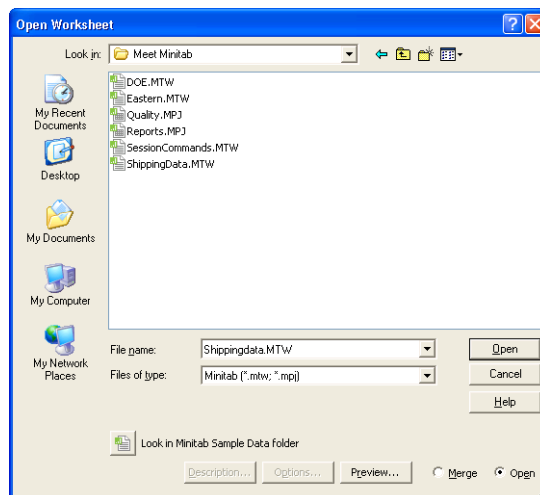 Open Worksheet
Look in: Meet Minitab
DOE.MTW
Eastern.MTW
Quality.MPJ
Reports.MPJ
SessionCommands.MTW
ShippingData.MTW
My Recent
Documents
Desktop
My Documents
My Computer
My Network
Places
File name: Shippingdata.MTW Open
Files of type: Minitab (*.mtw; *.mpj) Cancel
Help
Look in Minitab Sample Data folder
Description... Options... Preview... Merge Open